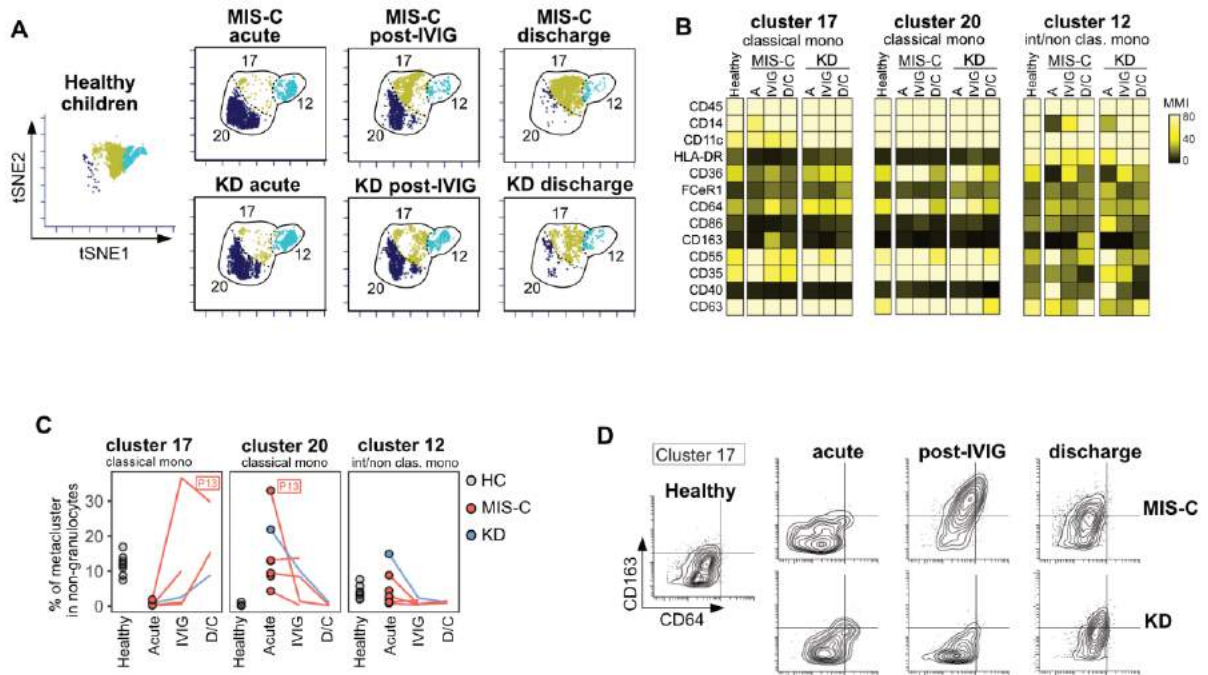 A
Healthy
children
tSNE2
tSNE1
MIS-C
acute
17
12
20
MIS-C
post-IVIG
17
12
20
MIS-C
discharge
17
12
20
KD acute
17
12
20
KD post-IVIG
17
12
20
KD discharge
17
12
20
B
cluster 17
classical mono
cluster 20
classical mono
cluster 12
int/non clas. mono
Healthy
MIS-C
KD
A
IVIG
D/C
A
IVIG
D/C
Healthy
MIS-C
KD
A
IVIG
D/C
A
IVIG
D/C
Healthy
MIS-C
KD
A
IVIG
D/C
A
IVIG
D/C
CD45
CD14
CD11c
HLA-DR
CD36
FCeR1
CD64
CD86
CD163
CD55
CD35
CD40
CD63
MMI
80
40
0
C
cluster 17
classical mono
cluster 20
classical mono
cluster 12
int/non clas. mono
% of metacluster
in non-granulocytes
30
20
10
0
P13
P13
Healthy
Acute
IVIG
D/C
Healthy
Acute
IVIG
D/C
Healthy
Acute
IVIG
D/C
HC
MIS-C
KD
D
Cluster 17
Healthy
CD163
CD64
acute
post-IVIG
discharge
MIS-C
KD